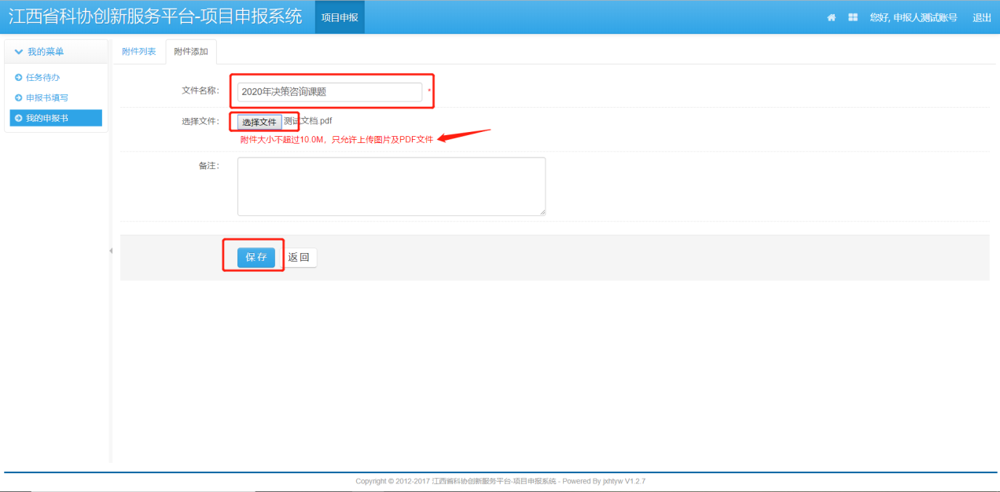 江西省科协创新服务平台-项目申报系统 项目申报 您好, 申报人测试账号 退出
我的菜单
任务待办
申报书填写
我的申报书
附件列表 附件添加
文件名称: 2020年决策咨询课题 *
选择文件: 选择文件 测试文档.pdf
附件大小不超过10.0M，只允许上传图片及PDF文件
备注:
保存 返回
Copyright © 2012-2017 江西省科协创新服务平台-项目申报系统 - Powered By jxhtyw V1.2.7